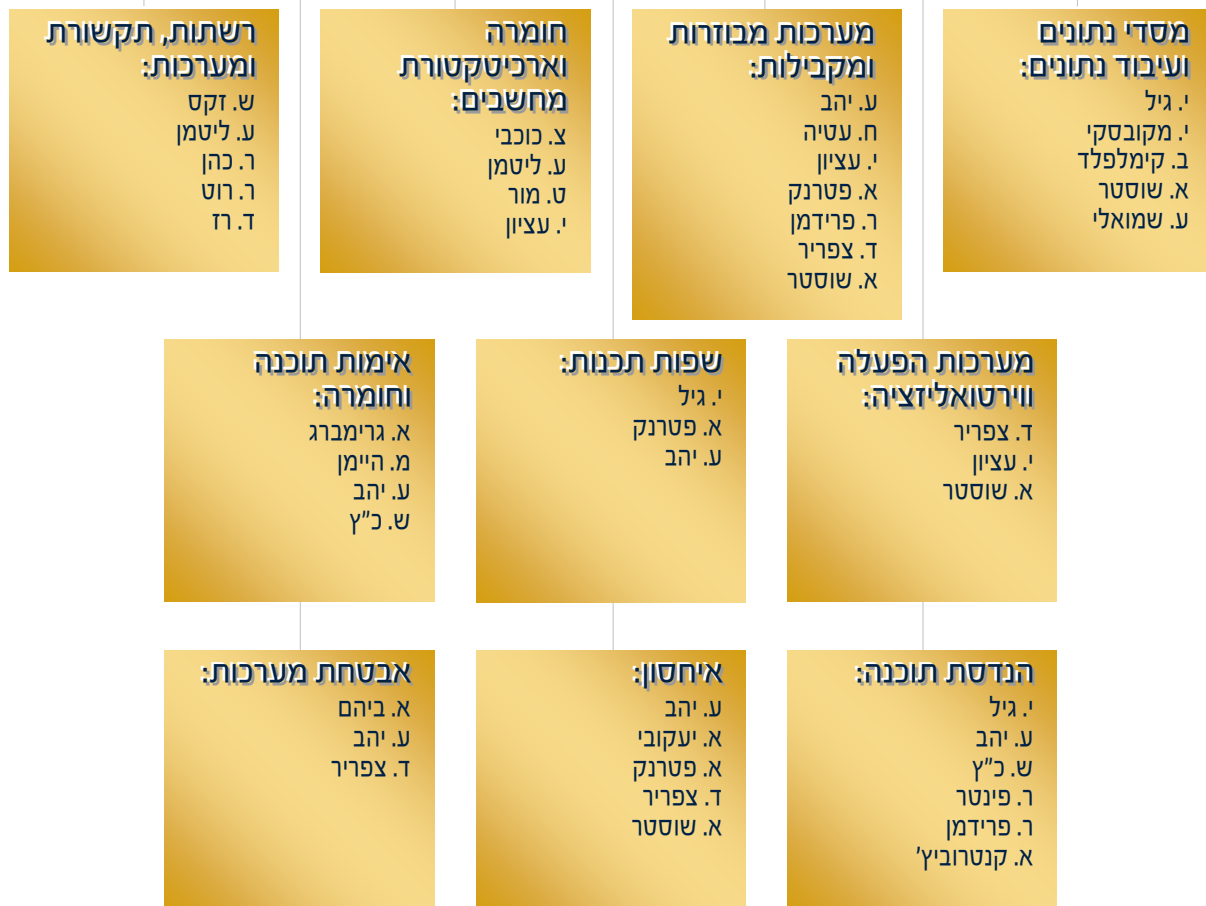 מסדי נתונים
ועיבוד נתונים:
י. גיל
י. מקובסקי
ב. קימלפלד
א. שוסטר
ע. שמואלי
מערכות מבוזרות
ומקבילות:
ע. יהב
ח. עטיה
י. עציון
א. פטרנק
ר. פרידמן
ד. צפריר
א. שוסטר
חומרה
וארכיטקטורת
מחשבים:
צ. כוכבי
ע. ליטמן
ט. מור
י. עציון
רשתות, תקשורת
ומערכות:
ש. זקס
ע. ליטמן
ר. כהן
ר. רוט
ד. רז
מערכות הפעלה
ווירטואליזציה:
ד. צפריר
י. עציון
א. שוסטר
שפות תכנות:
י. גיל
א. פטרנק
ע. יהב
אימות תוכנה
וחומרה:
א. גרימברג
מ. היימן
ע. יהב
ש. כ"ץ
הנדסת תוכנה:
י. גיל
ע. יהב
ש. כ"ץ
ר. פינטר
ר. פרידמן
א. קנטרוביץ'
איחסון:
ע. יהב
א. יעקובי
א. פטרנק
ד. צפריר
א. שוסטר
אבטחת מערכות:
א. ביהם
ע. יהב
ד. צפריר